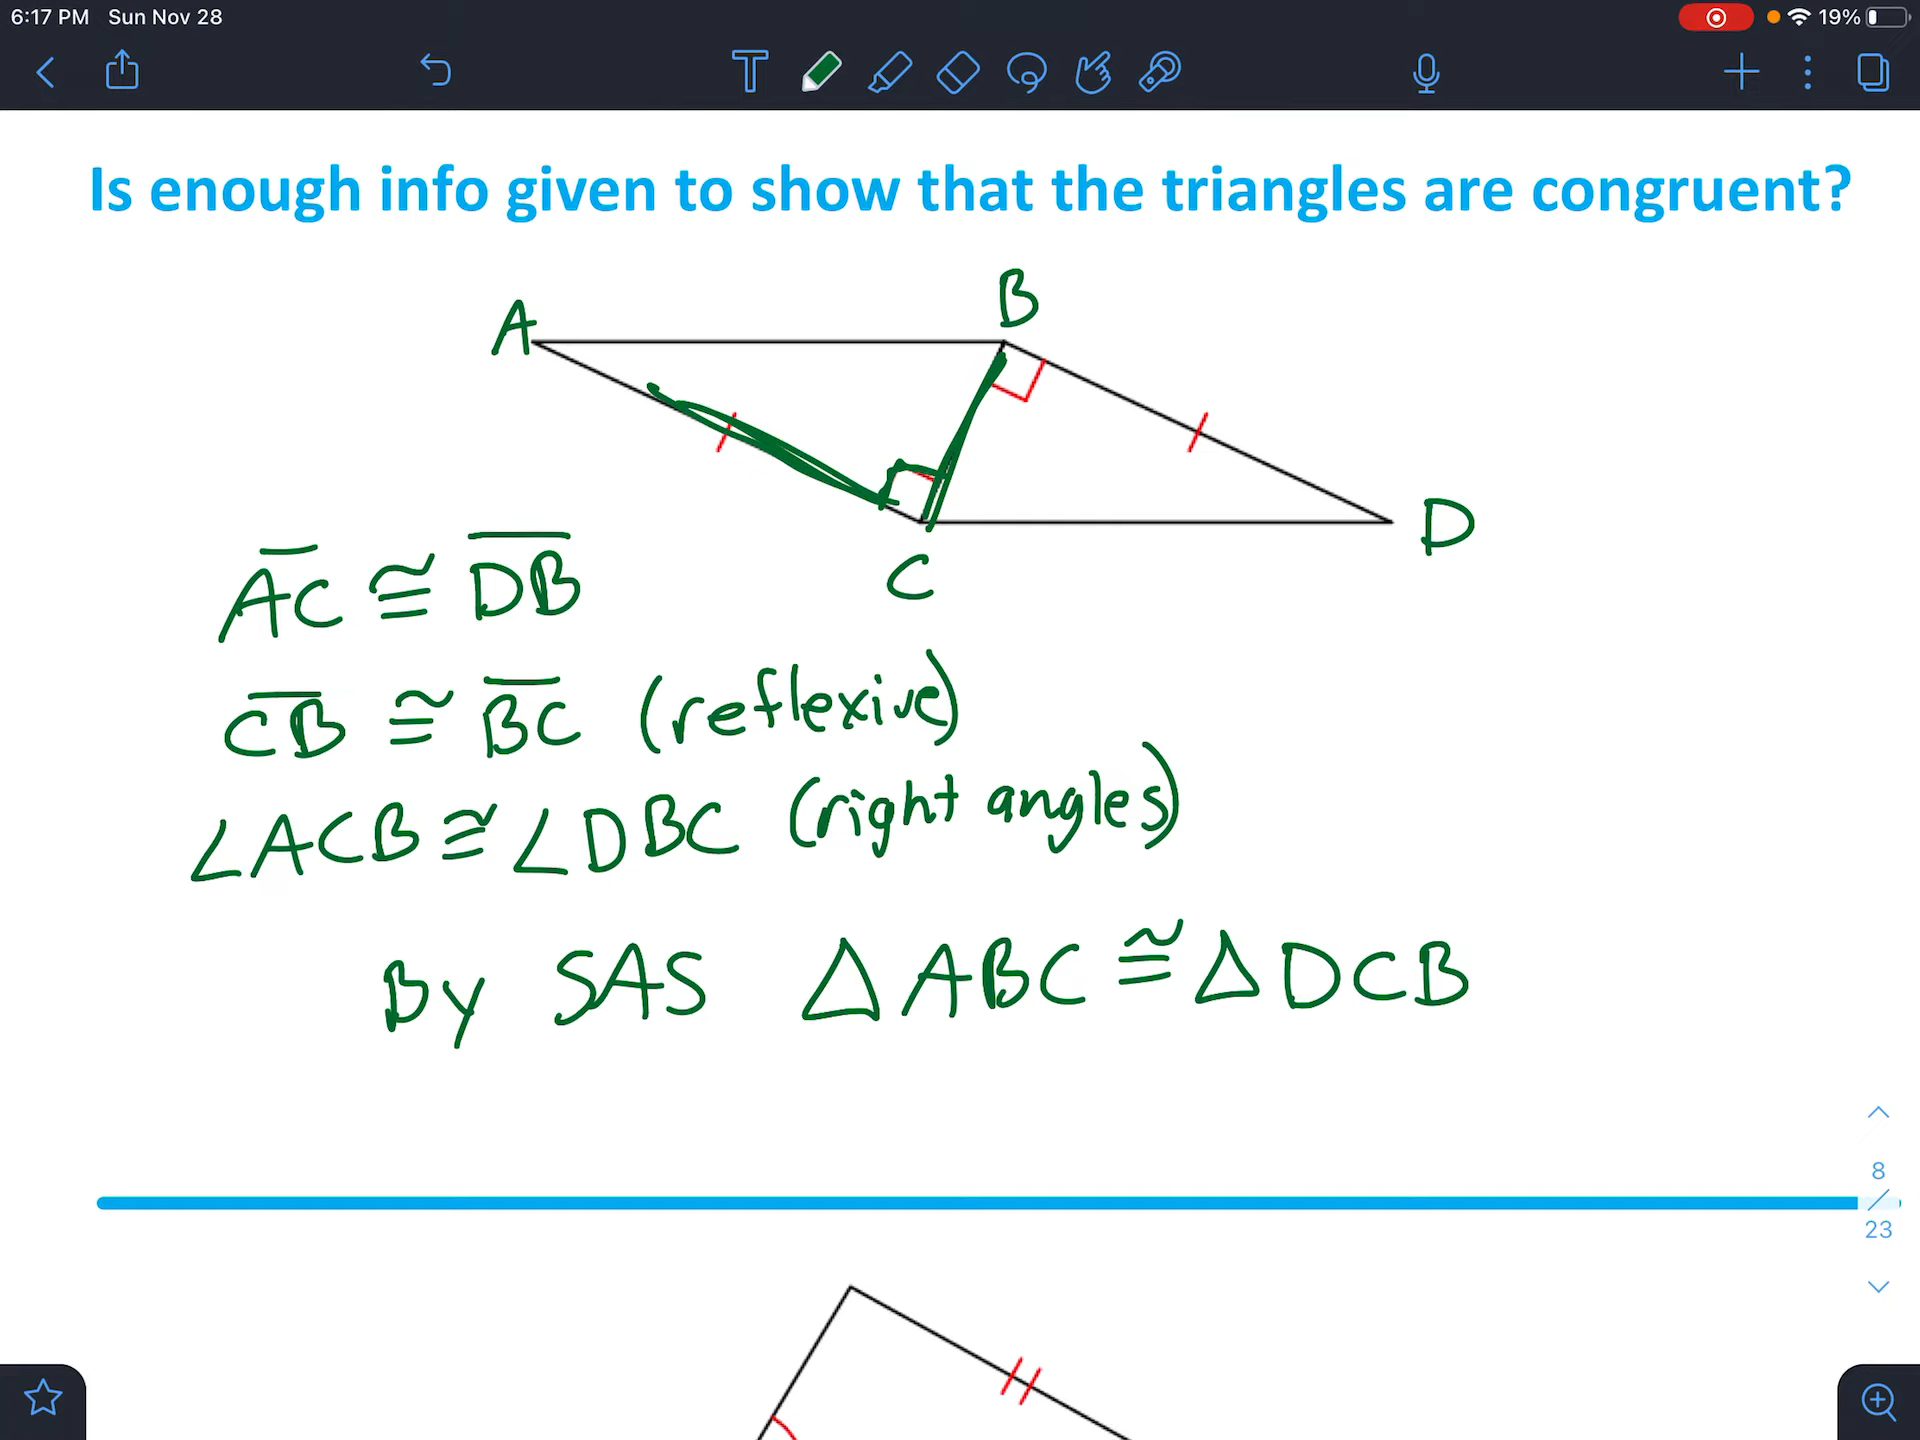 6:17 PM Sun Nov 28 19%
Is enough info given to show that the triangles are congruent?
A
B
C
D
AC ≅ DB
CB ≅ BC (reflexive)
∠ACB ≅ ∠DBC (right angles)
By SAS △ABC ≅ △DCB
8
/
23